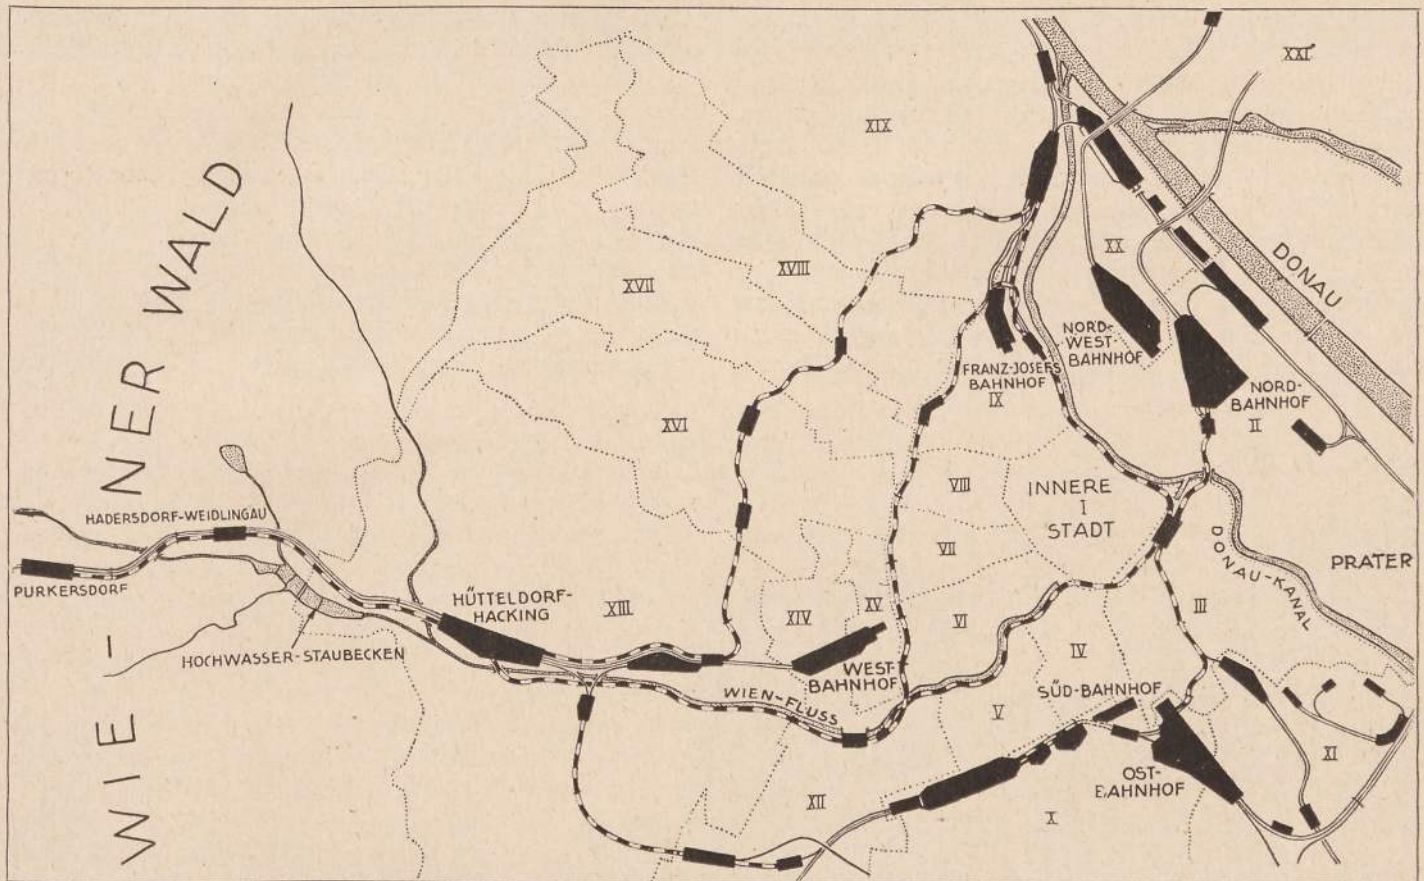 XXI
XIX
WIE-
NER
WALD
XX
DONAU
XVIII
XVII
NORD-
WEST-
BAHNHOF
FRANZ-JOSEFS
BAHNHOF
IX
NORD-
BAHNHOF
II
XVI
VIII
INNERE
I
STADT
HADERSDORF-WEIDLINGAU
VII
DONAU-KANAL
PRATER
PURKERSDORF
HÜTTELDORF-
HACKING
XIII
XIV
XV
VI
III
HOCHWASSER-STAUBECKEN
WEST-
BAHNHOF
IV
WIEN-FLUSS
SÜD-BAHNHOF
V
XI
OST-
BAHNHOF
XII
X